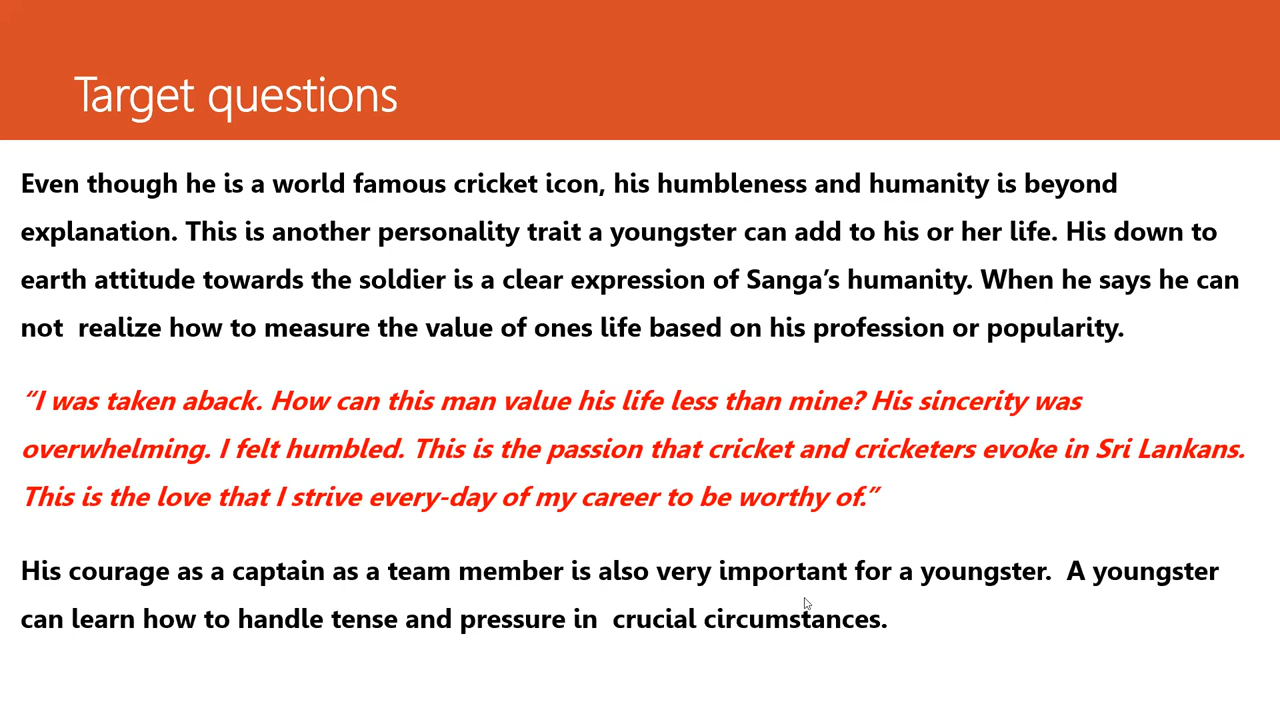 Target questions
Even though he is a world famous cricket icon, his humbleness and humanity is beyond
explanation. This is another personality trait a youngster can add to his or her life. His down to
earth attitude towards the soldier is a clear expression of Sanga’s humanity. When he says he can
not  realize how to measure the value of ones life based on his profession or popularity.
“I was taken aback. How can this man value his life less than mine? His sincerity was
overwhelming. I felt humbled. This is the passion that cricket and cricketers evoke in Sri Lankans.
This is the love that I strive every-day of my career to be worthy of.”
His courage as a captain as a team member is also very important for a youngster.  A youngster
can learn how to handle tense and pressure in  crucial circumstances.